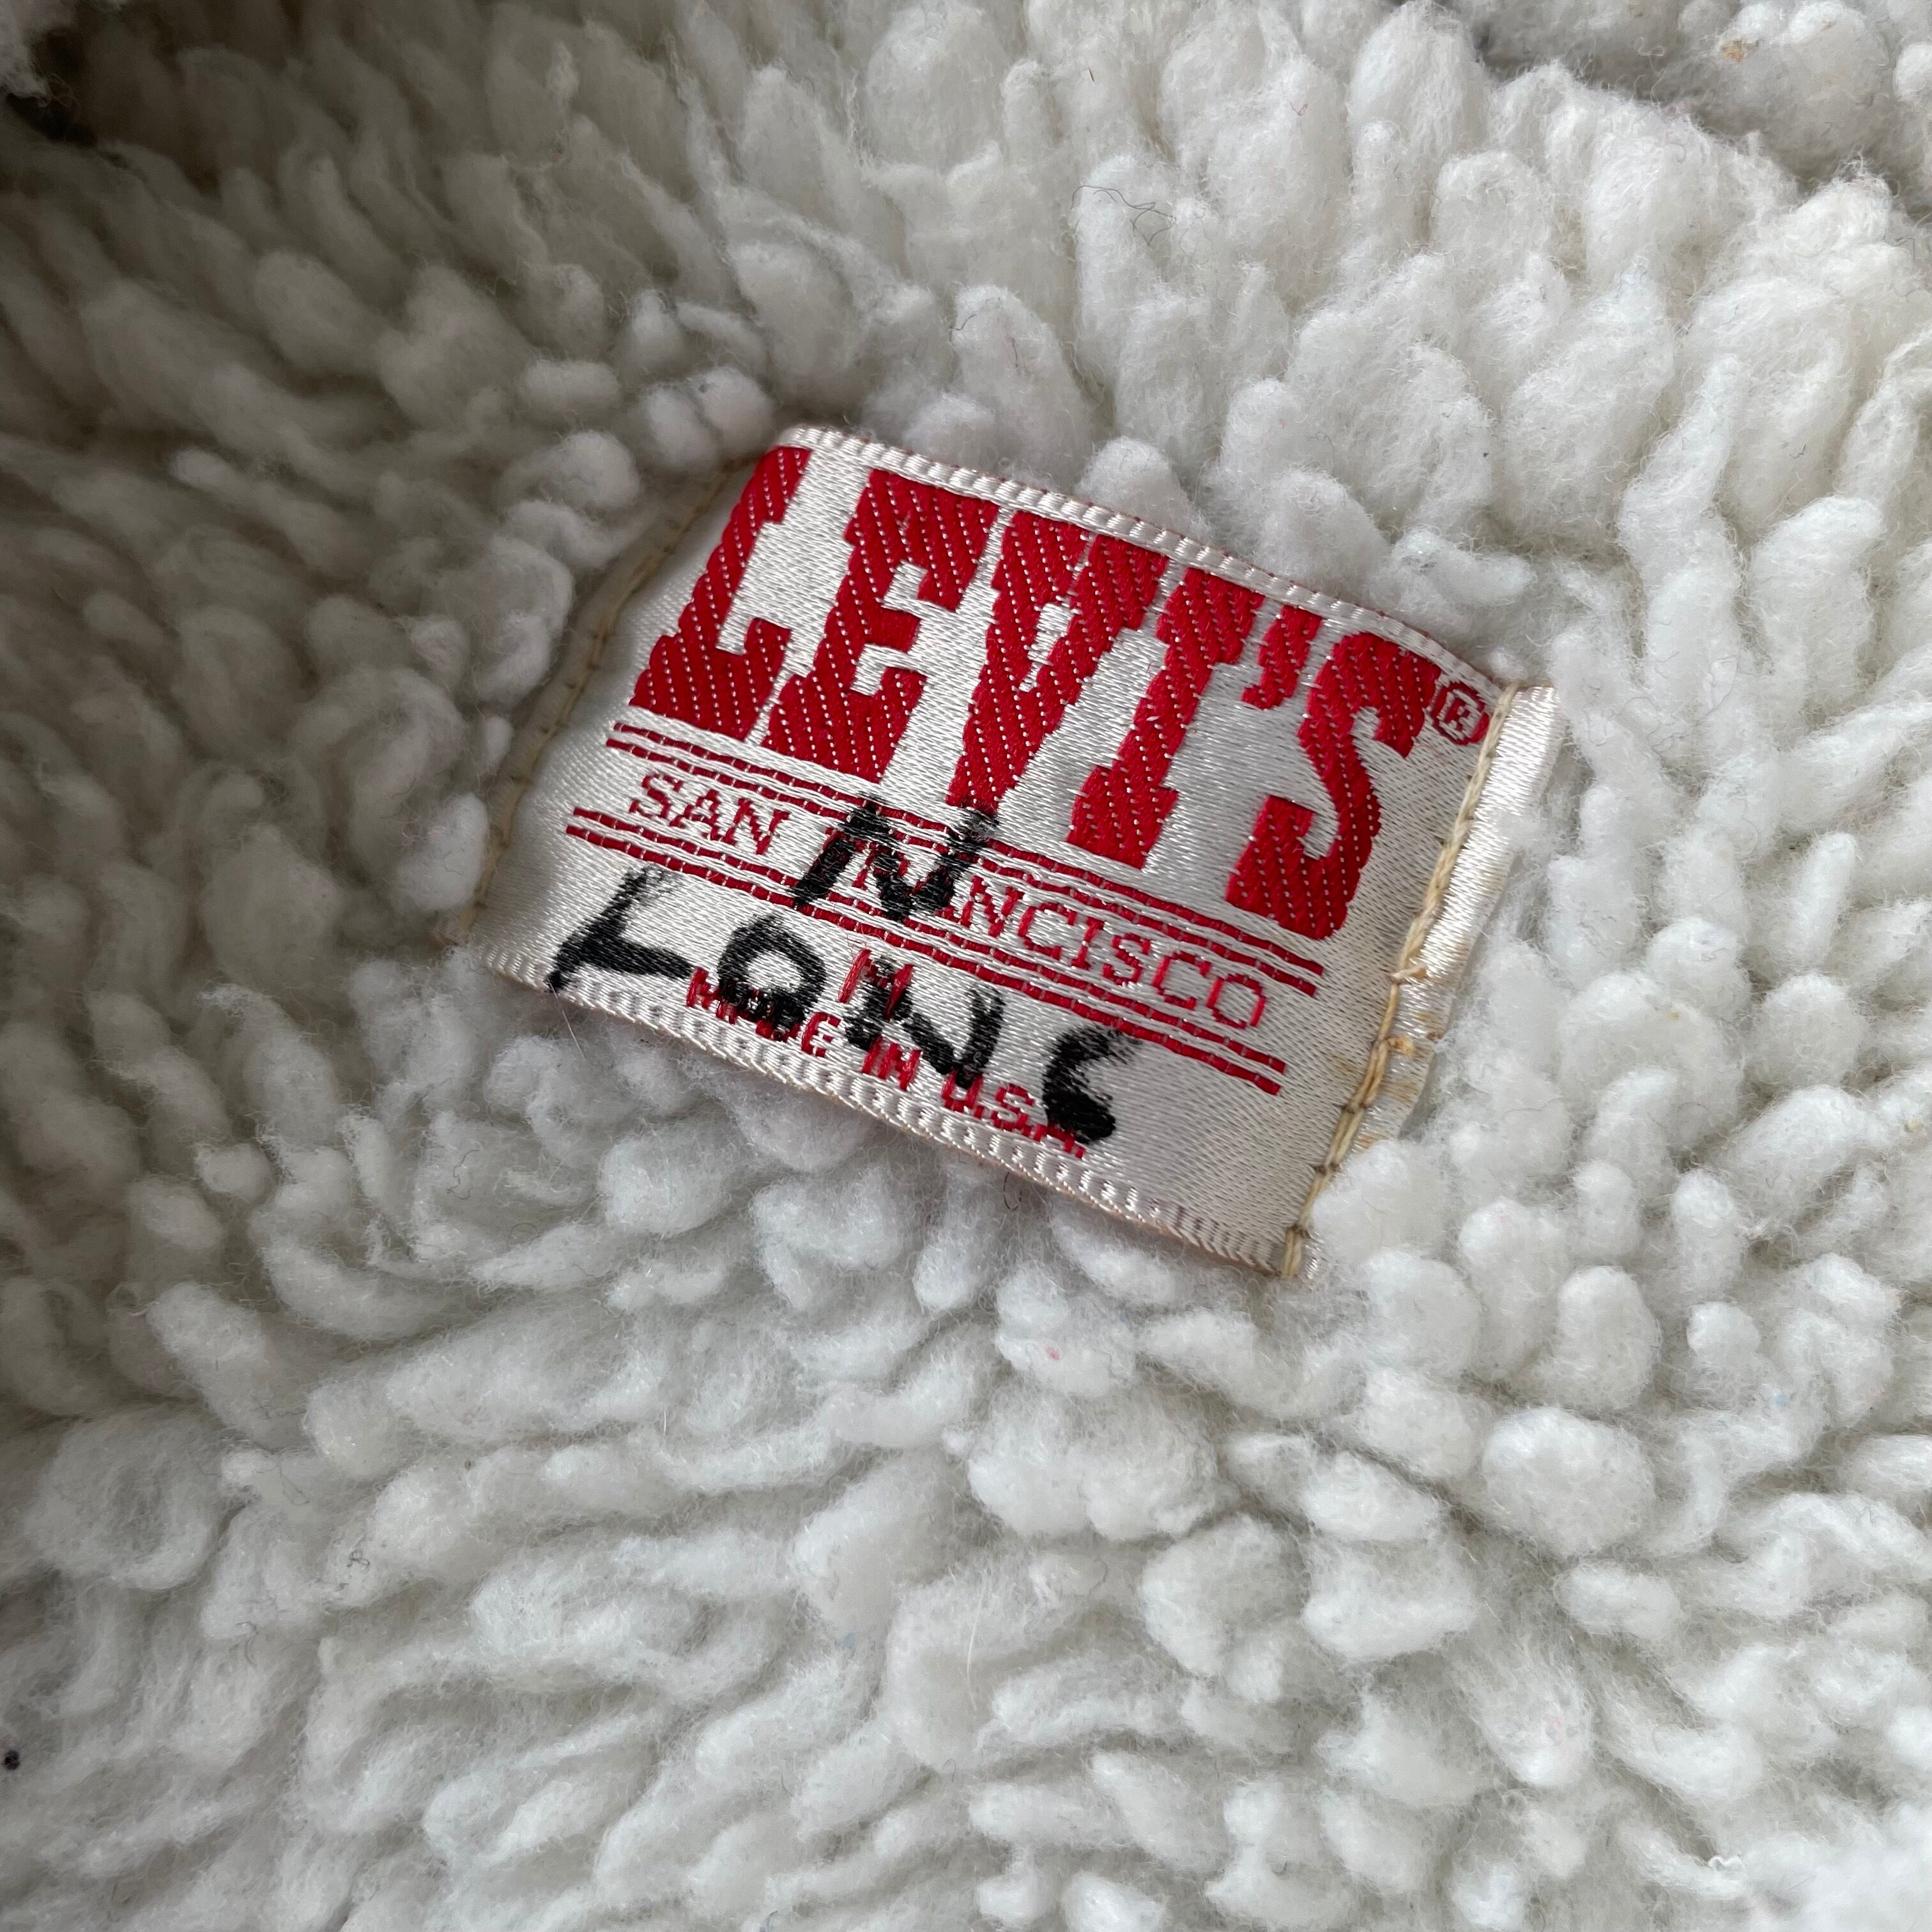 LEVI'S®
SAN FRANCISCO
N
LONG
M
MADE IN U.S.A.